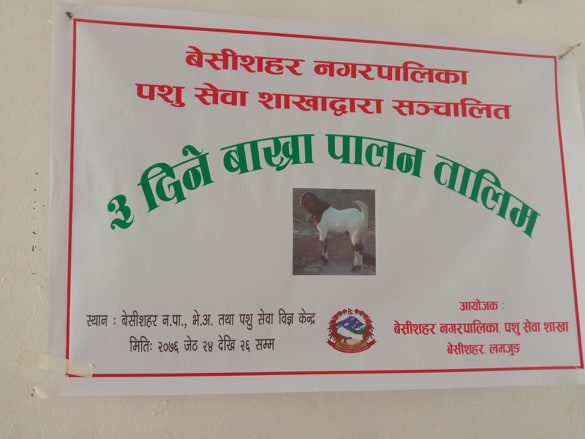 बेसीशहर नगरपालिका
पशु सेवा शाखाद्वारा सञ्चालित
३ दिने बाख्रा पालन तालिम
स्थान : बेसीशहर न.पा., भे.अ. तथा पशु सेवा विज्ञ केन्द्र
मितिः २०७६ जेठ २४ देखि २६ सम्म
आयोजक :
बेसीशहर नगरपालिका, पशु सेवा शाखा
बेसीशहर, लमजुङ